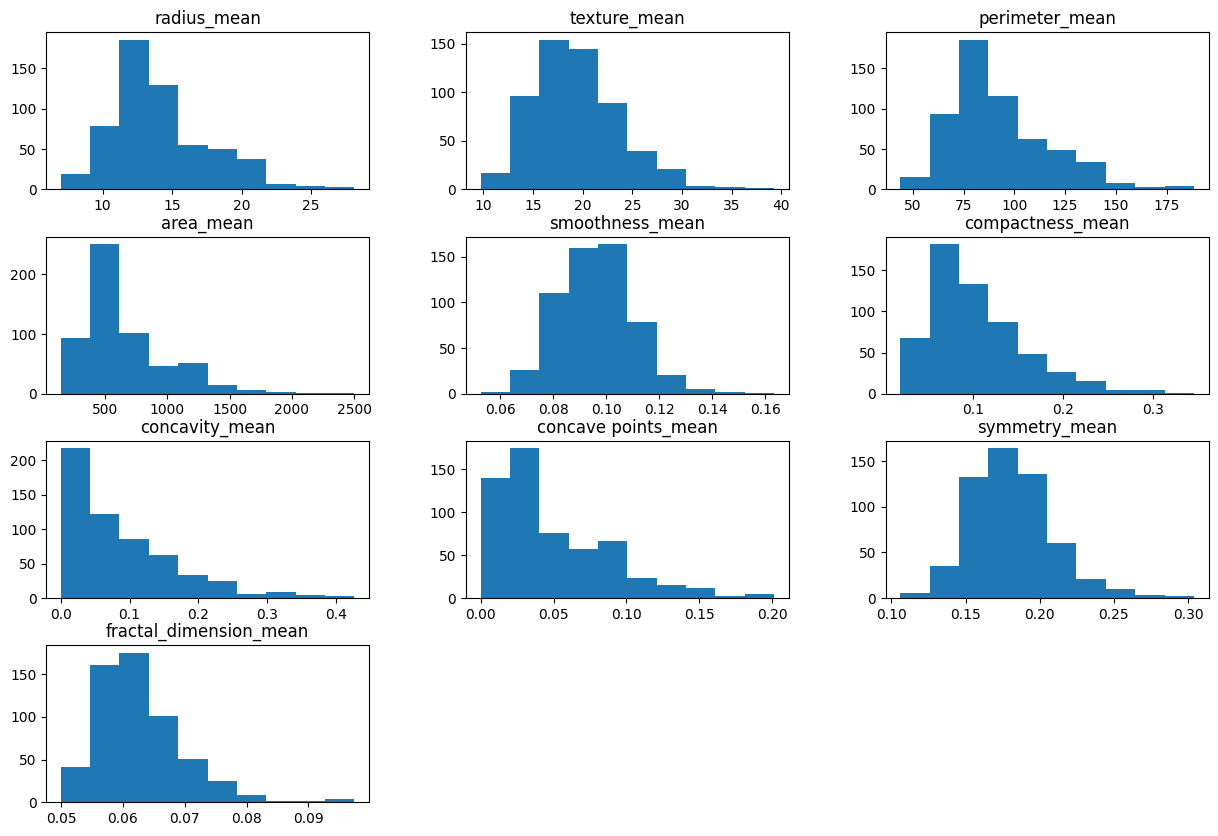 radius_mean texture_mean perimeter_mean
150 150 150
100 100 100
50 50 50
0 0 0
10 15 20 25 10 15 20 25 30 35 40 50 75 100 125 150 175
area_mean smoothness_mean compactness_mean
200 150 150
100 100 100
50 50
0 0 0
500 1000 1500 2000 2500 0.06 0.08 0.10 0.12 0.14 0.16 0.1 0.2 0.3
concavity_mean concave points_mean symmetry_mean
200 150 150
150 100 100
100 50 50
50
0 0 0
0.0 0.1 0.2 0.3 0.4 0.00 0.05 0.10 0.15 0.20 0.10 0.15 0.20 0.25 0.30
fractal_dimension_mean
150
100
50
0
0.05 0.06 0.07 0.08 0.09